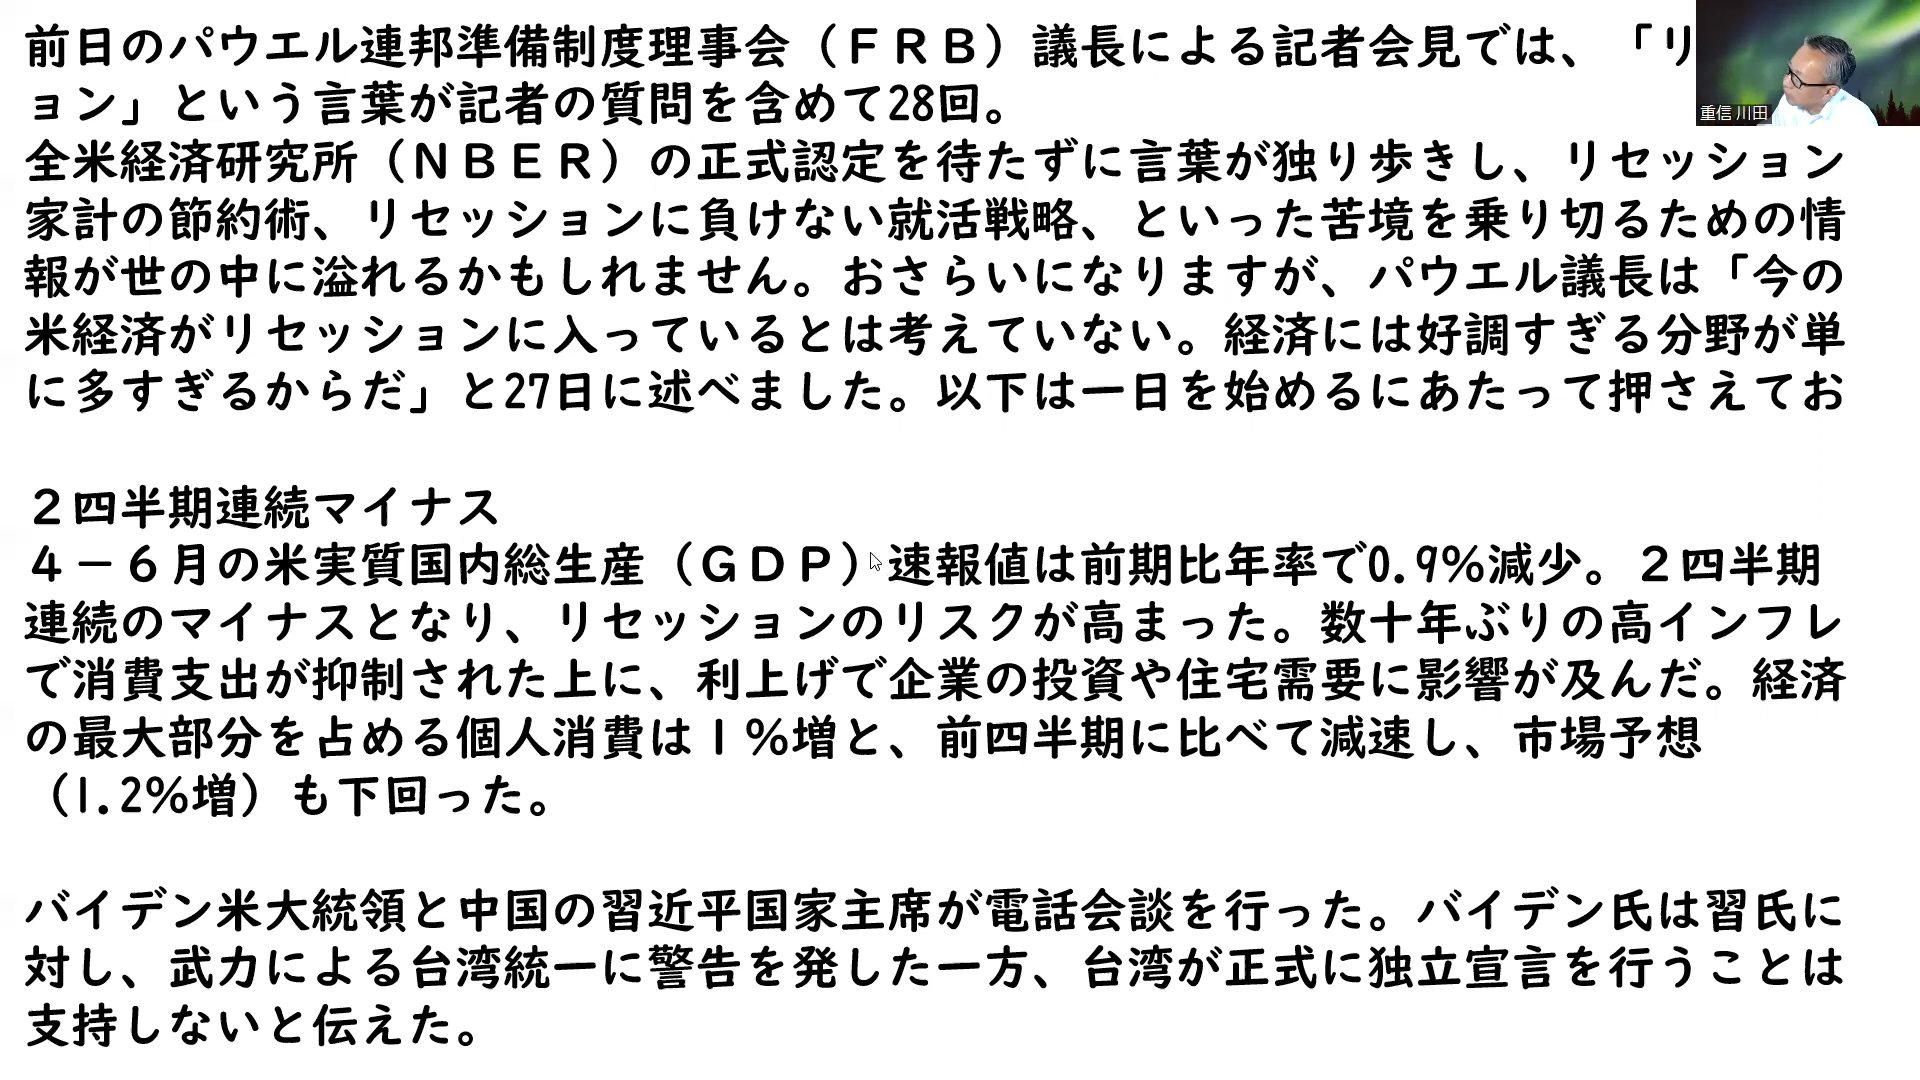 前日のパウエル連邦準備制度理事会（ＦＲＢ）議長による記者会見では、「リ
ョン」という言葉が記者の質問を含めて28回。
全米経済研究所（ＮＢＥＲ）の正式認定を待たずに言葉が独り歩きし、リセッション
家計の節約術、リセッションに負けない就活戦略、といった苦境を乗り切るための情
報が世の中に溢れるかもしれません。おさらいになりますが、パウエル議長は「今の
米経済がリセッションに入っているとは考えていない。経済には好調すぎる分野が単
に多すぎるからだ」と27日に述べました。以下は一日を始めるにあたって押さえてお
２四半期連続マイナス
４－６月の米実質国内総生産（ＧＤＰ）速報値は前期比年率で0.9%減少。２四半期
連続のマイナスとなり、リセッションのリスクが高まった。数十年ぶりの高インフレ
で消費支出が抑制された上に、利上げで企業の投資や住宅需要に影響が及んだ。経済
の最大部分を占める個人消費は１％増と、前四半期に比べて減速し、市場予想
（1.2%増）も下回った。
バイデン米大統領と中国の習近平国家主席が電話会談を行った。バイデン氏は習氏に
対し、武力による台湾統一に警告を発した一方、台湾が正式に独立宣言を行うことは
支持しないと伝えた。
重信 川田